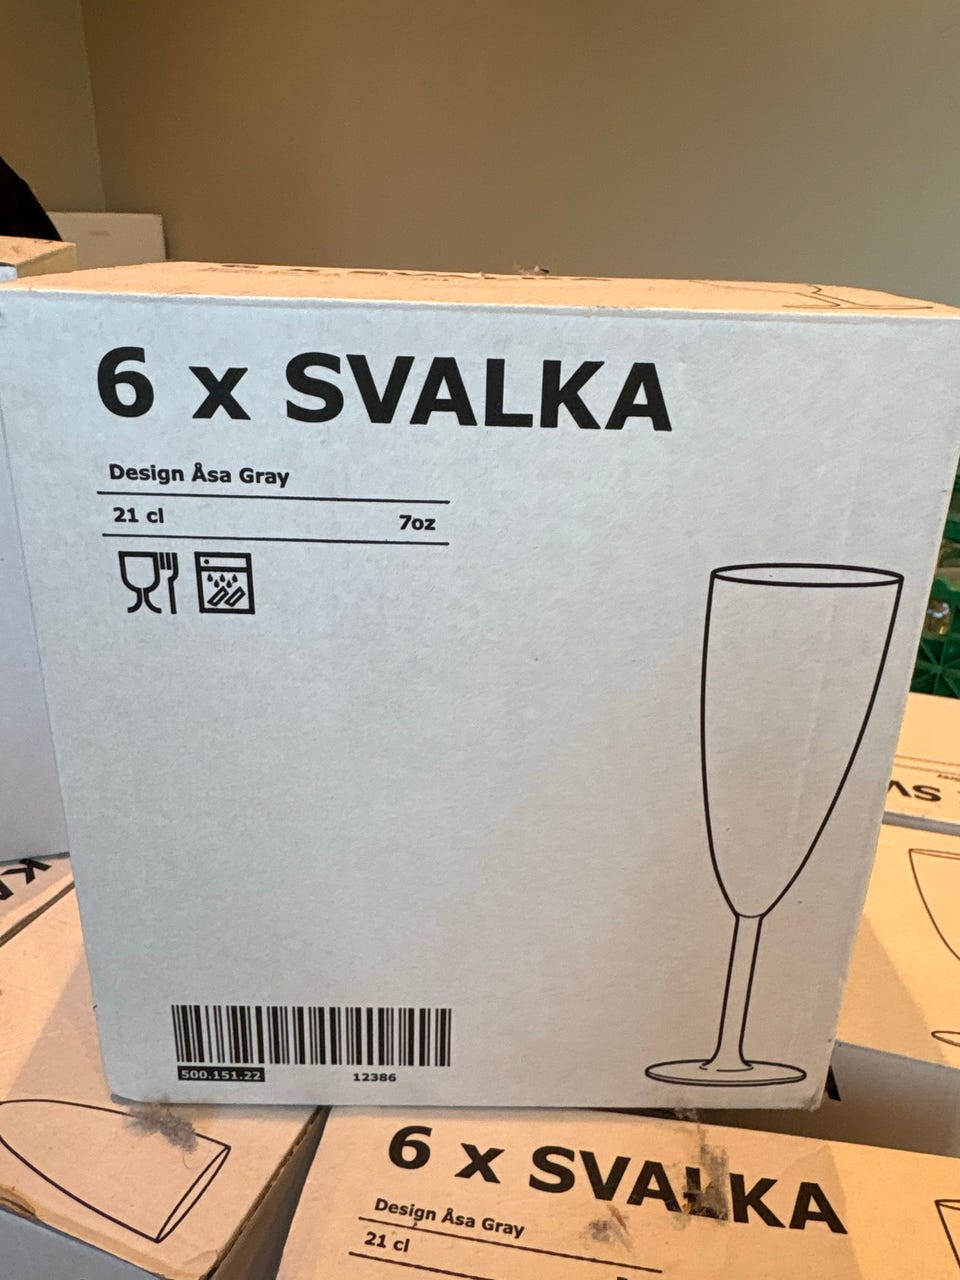 6 x SVALKA
Design Åsa Gray
21 cl 7oz
500.151.22 12386
6 x SVALKA
Design Åsa Gray
21 cl